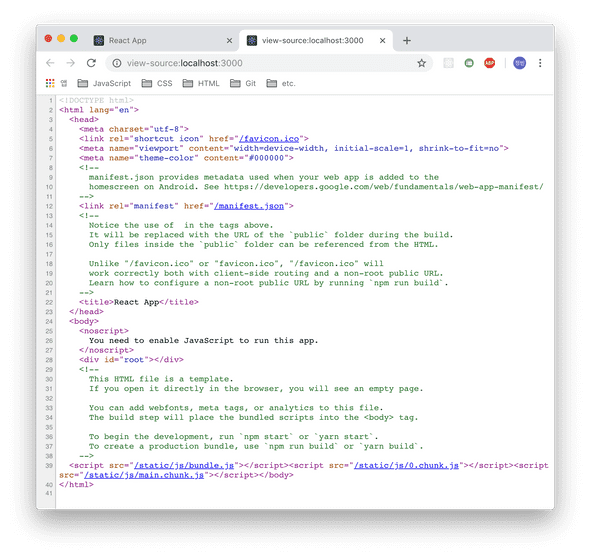 React App
view-source:localhost:3000
view-source:localhost:3000
ABP
앱
JavaScript
CSS
HTML
Git
etc.
1 <!DOCTYPE html>
2 <html lang="en">
3 <head>
4 <meta charset="utf-8">
5 <link rel="shortcut icon" href="/favicon.ico">
6 <meta name="viewport" content="width=device-width, initial-scale=1, shrink-to-fit=no">
7 <meta name="theme-color" content="#000000">
8 <!--
9 manifest.json provides metadata used when your web app is added to the
10 homescreen on Android. See https://developers.google.com/web/fundamentals/web-app-manifest/
11 -->
12 <link rel="manifest" href="/manifest.json">
13 <!--
14 Notice the use of  in the tags above.
15 It will be replaced with the URL of the `public` folder during the build.
16 Only files inside the `public` folder can be referenced from the HTML.
17
18 Unlike "/favicon.ico" or "favicon.ico", "/favicon.ico" will
19 work correctly both with client-side routing and a non-root public URL.
20 Learn how to configure a non-root public URL by running `npm run build`.
21 -->
22 <title>React App</title>
23 </head>
24 <body>
25 <noscript>
26 You need to enable JavaScript to run this app.
27 </noscript>
28 <div id="root"></div>
29 <!--
30 This HTML file is a template.
31 If you open it directly in the browser, you will see an empty page.
32
33 You can add webfonts, meta tags, or analytics to this file.
34 The build step will place the bundled scripts into the <body> tag.
35
36 To begin the development, run `npm start` or `yarn start`.
37 To create a production bundle, use `npm run build` or `yarn build`.
38 -->
39 <script src="/static/js/bundle.js"></script><script src="/static/js/0.chunk.js"></script><script
src="/static/js/main.chunk.js"></script></body>
40 </html>
41